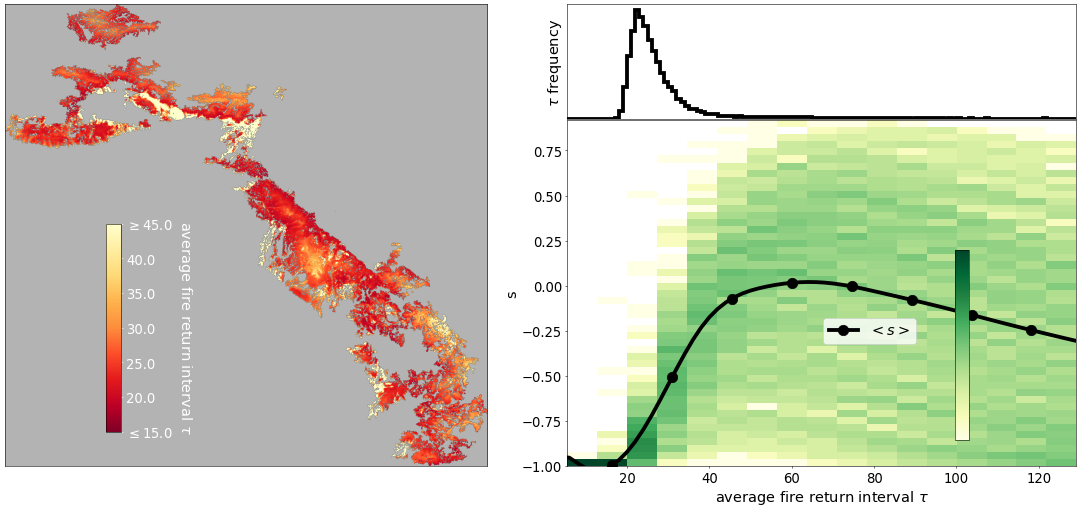 ≥ 45.0
40.0
35.0
30.0
25.0
20.0
≤ 15.0
average fire return interval τ
τ frequency
0.75
0.50
0.25
0.00
−0.25
−0.50
−0.75
−1.00
s
< s >
20 40 60 80 100 120
average fire return interval τ